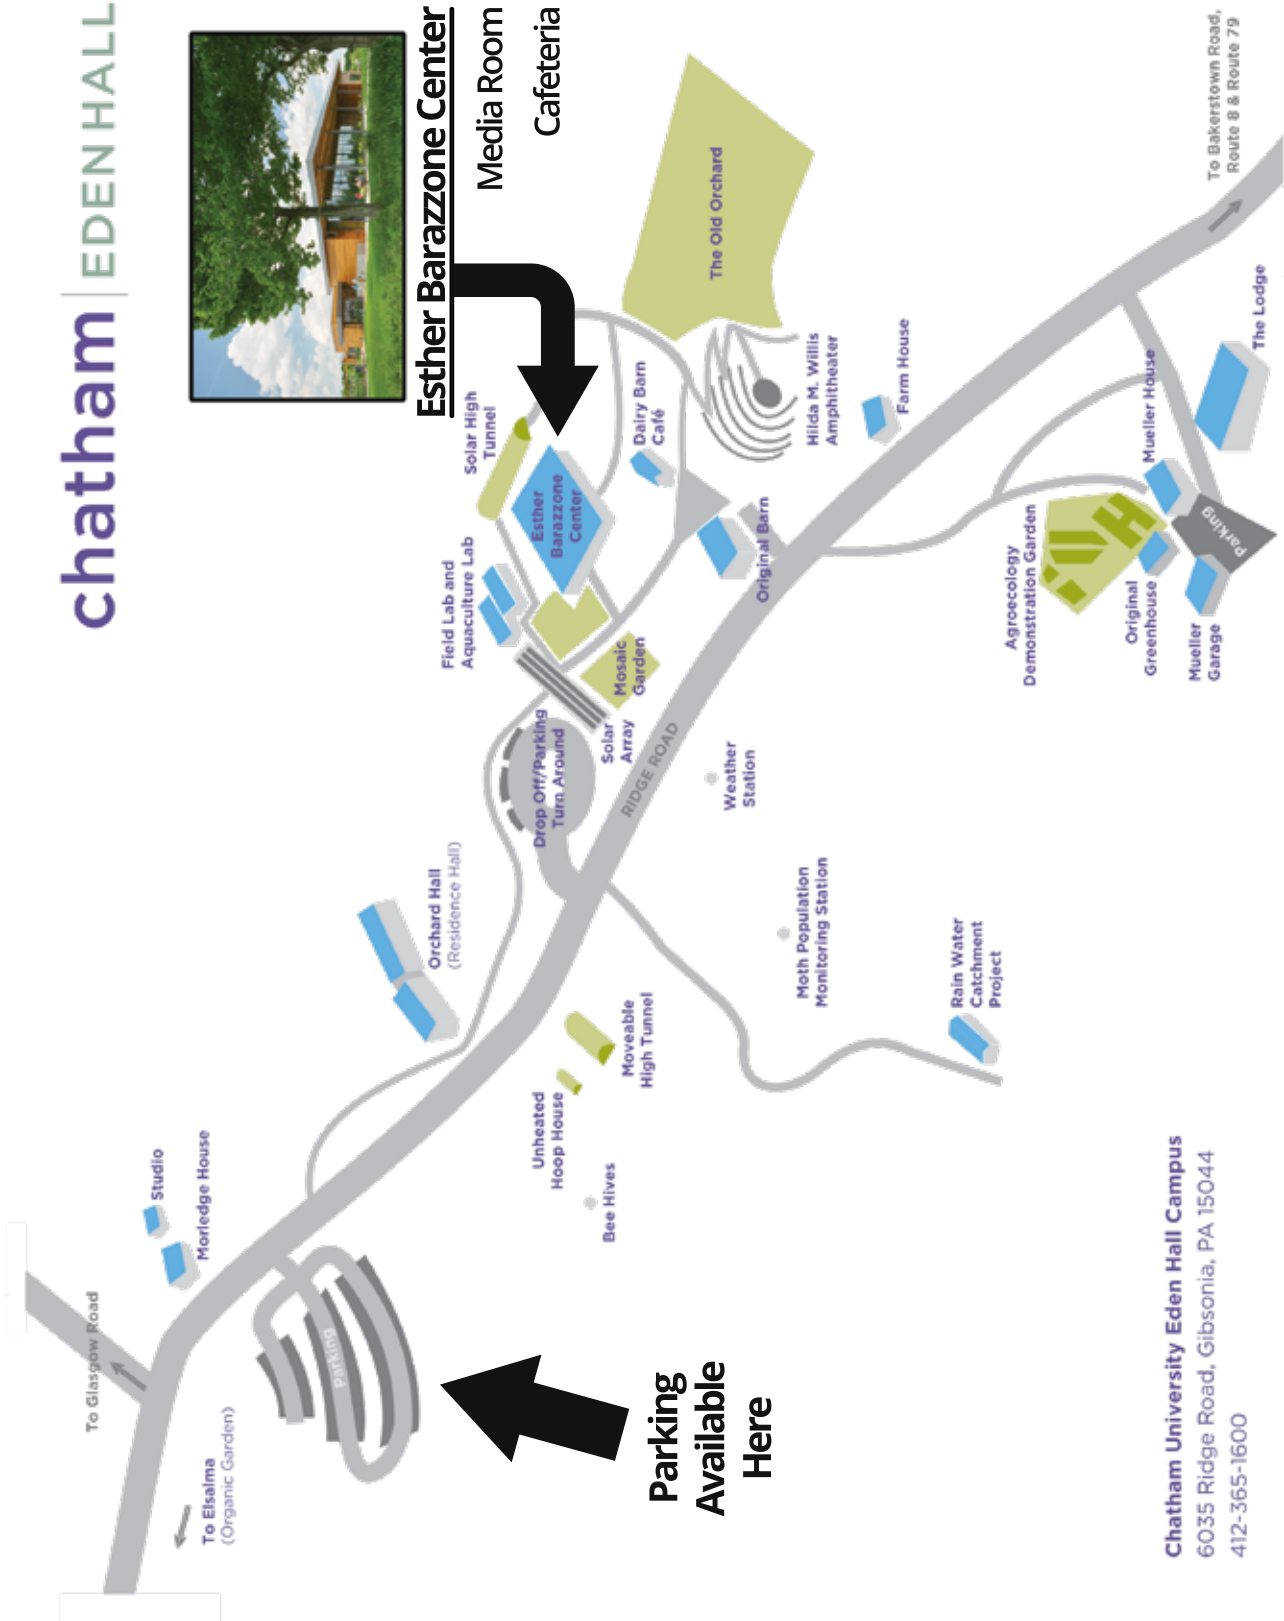 chatham | EDEN HALL
Esther Barazzone Center
Media Room
Cafeteria
To Glasgow Road
To Elsalma
(Organic Garden)
Studio
Morledge House
Parking
Parking
Available
Here
Orchard Hall
(Residence Hall)
Unheated
Hoop House
Bee Hives
Moveable
High Tunnel
Drop Off/Parking
Turn Around
Solar
Array
RIDGE ROAD
Field Lab and
Aquaculture Lab
Solar High
Tunnel
Esther
Barazzone
Center
Mosaic
Garden
Dairy Barn
Café
Original Barn
The Old Orchard
Hilda M. Willis
Amphitheater
Farm House
Weather
Station
Moth Population
Monitoring Station
Rain Water
Catchment
Project
Agroecology
Demonstration Garden
Original
Greenhouse
Mueller
Garage
Mueller House
Parking
The Lodge
To Bakerstown Road,
Route 8 & Route 79
Chatham University Eden Hall Campus
6035 Ridge Road, Gibsonia, PA 15044
412-365-1600